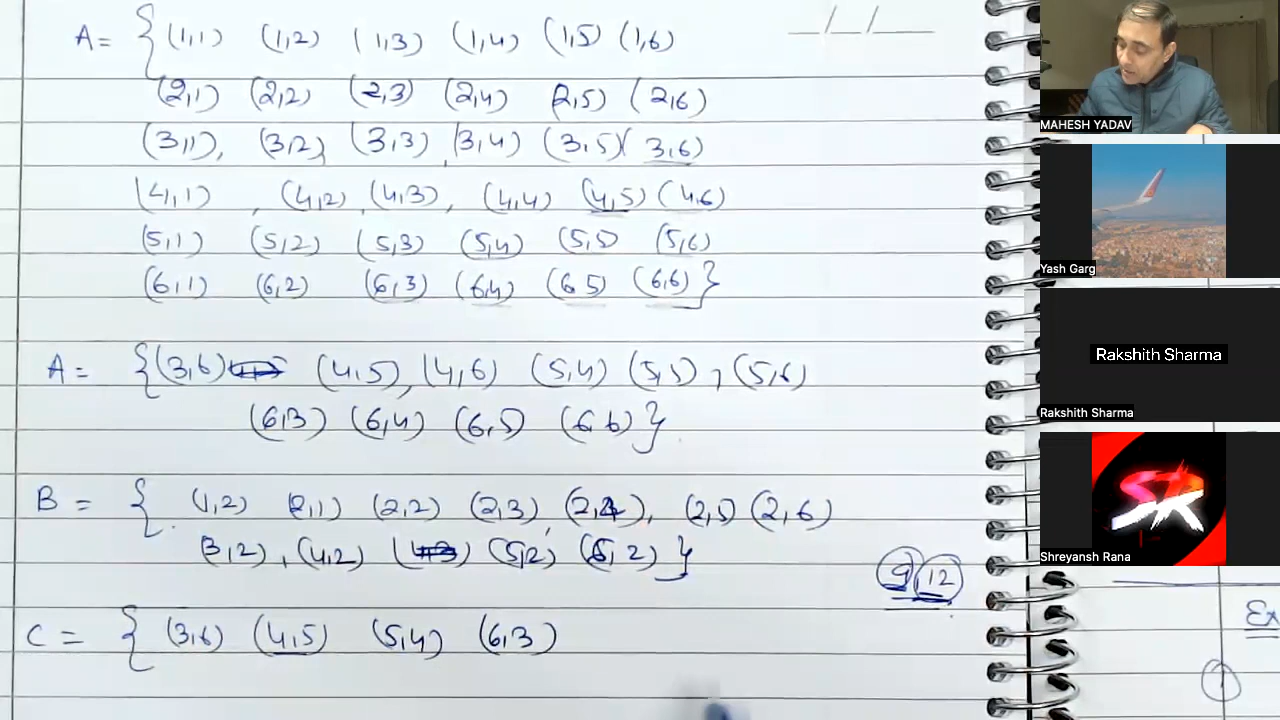 A = { (1,1) (1,2) (1,3) (1,4) (1,5) (1,6)
(2,1) (2,2) (2,3) (2,4) 2,5) (2,6)
(3,1), (3,2), (3,3) (3,4) (3,5) (3,6)
(4,1), (4,2), (4,3), (4,4) (4,5) (4,6)
(5,1) (5,2) (5,3) (5,4) (5,5) (5,6)
(6,1) (6,2) (6,3) (6,4) (6,5) (6,6) }
A = { (3,6) (4,5), (4,6) (5,4) (5,5), (5,6)
(6,3) (6,4) (6,5) (6,6) }
B = { (1,2) (2,1) (2,2) (2,3), (2,4), (2,5) (2,6)
(3,2), (4,2) (5,2) (6,2) }
9 12
C = { (3,6) (4,5) (5,4) (6,3)
Ex
MAHESH YADAV
Yash Garg
Rakshith Sharma
Rakshith Sharma
SR
Shreyansh Rana